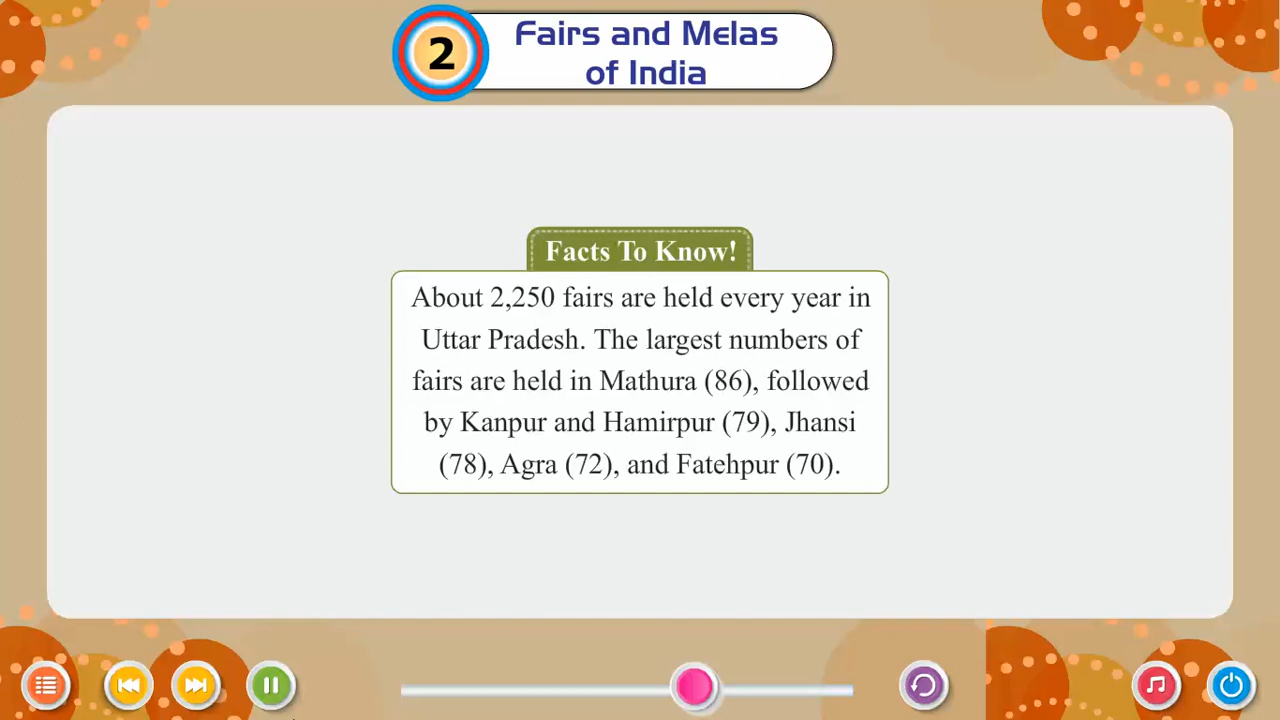 2
Fairs and Melas
of India
Facts To Know!
About 2,250 fairs are held every year in
Uttar Pradesh. The largest numbers of
fairs are held in Mathura (86), followed
by Kanpur and Hamirpur (79), Jhansi
(78), Agra (72), and Fatehpur (70).